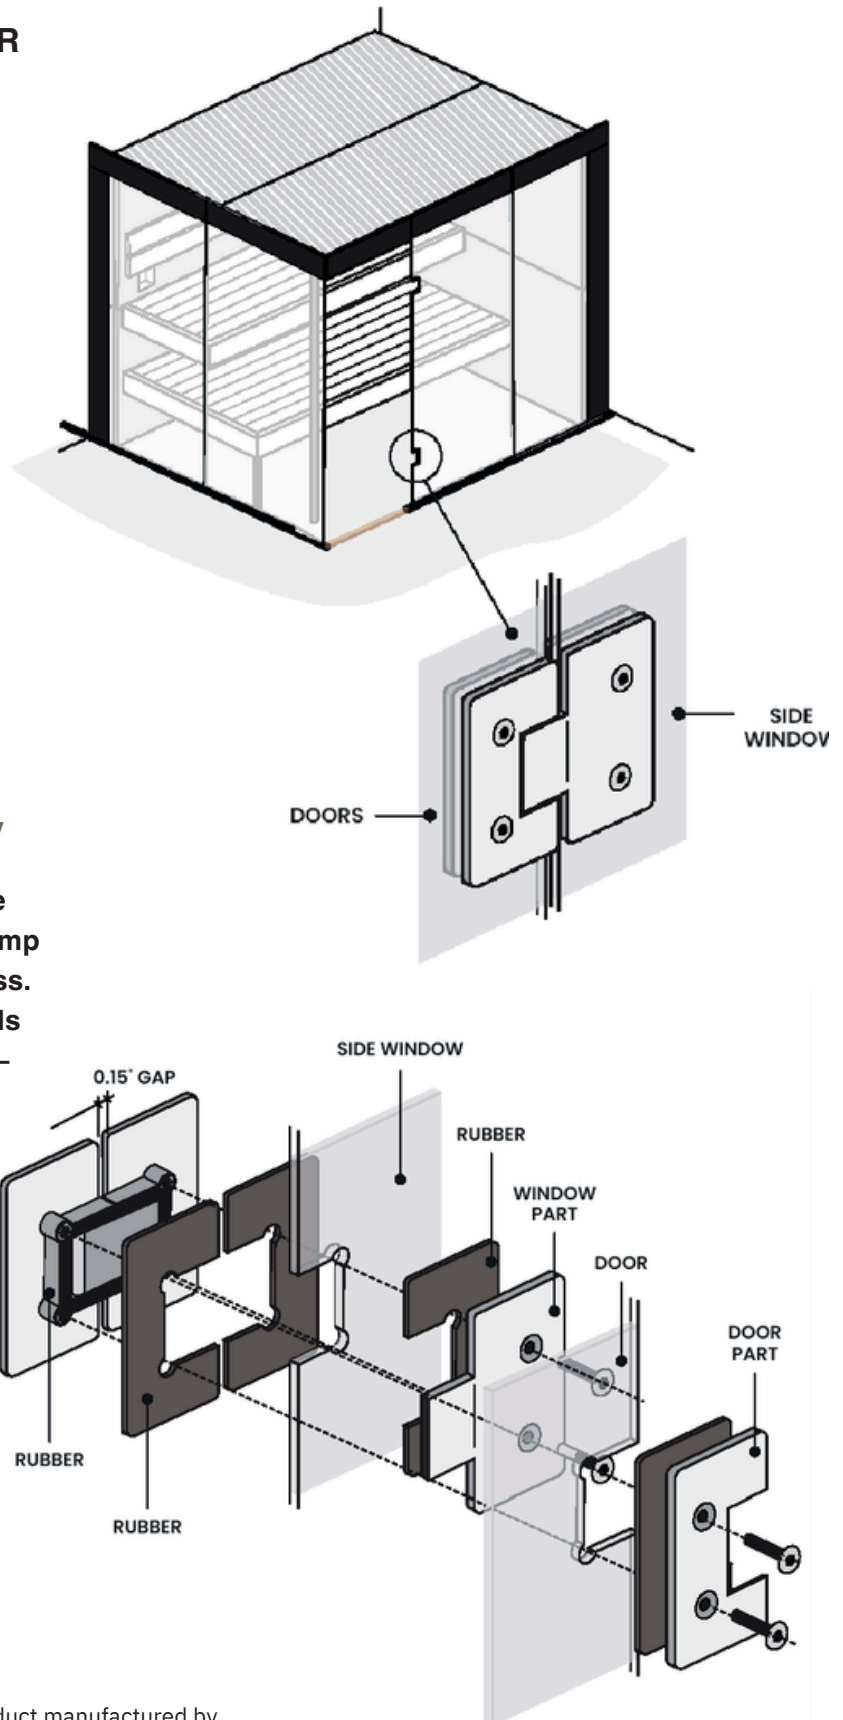 R
SIDE
WINDOW
DOORS
y
e
mp
ss.
ls
–
SIDE WINDOW
0.15" GAP
RUBBER
WINDOW
PART
DOOR
DOOR
PART
RUBBER
RUBBER
duct manufactured by